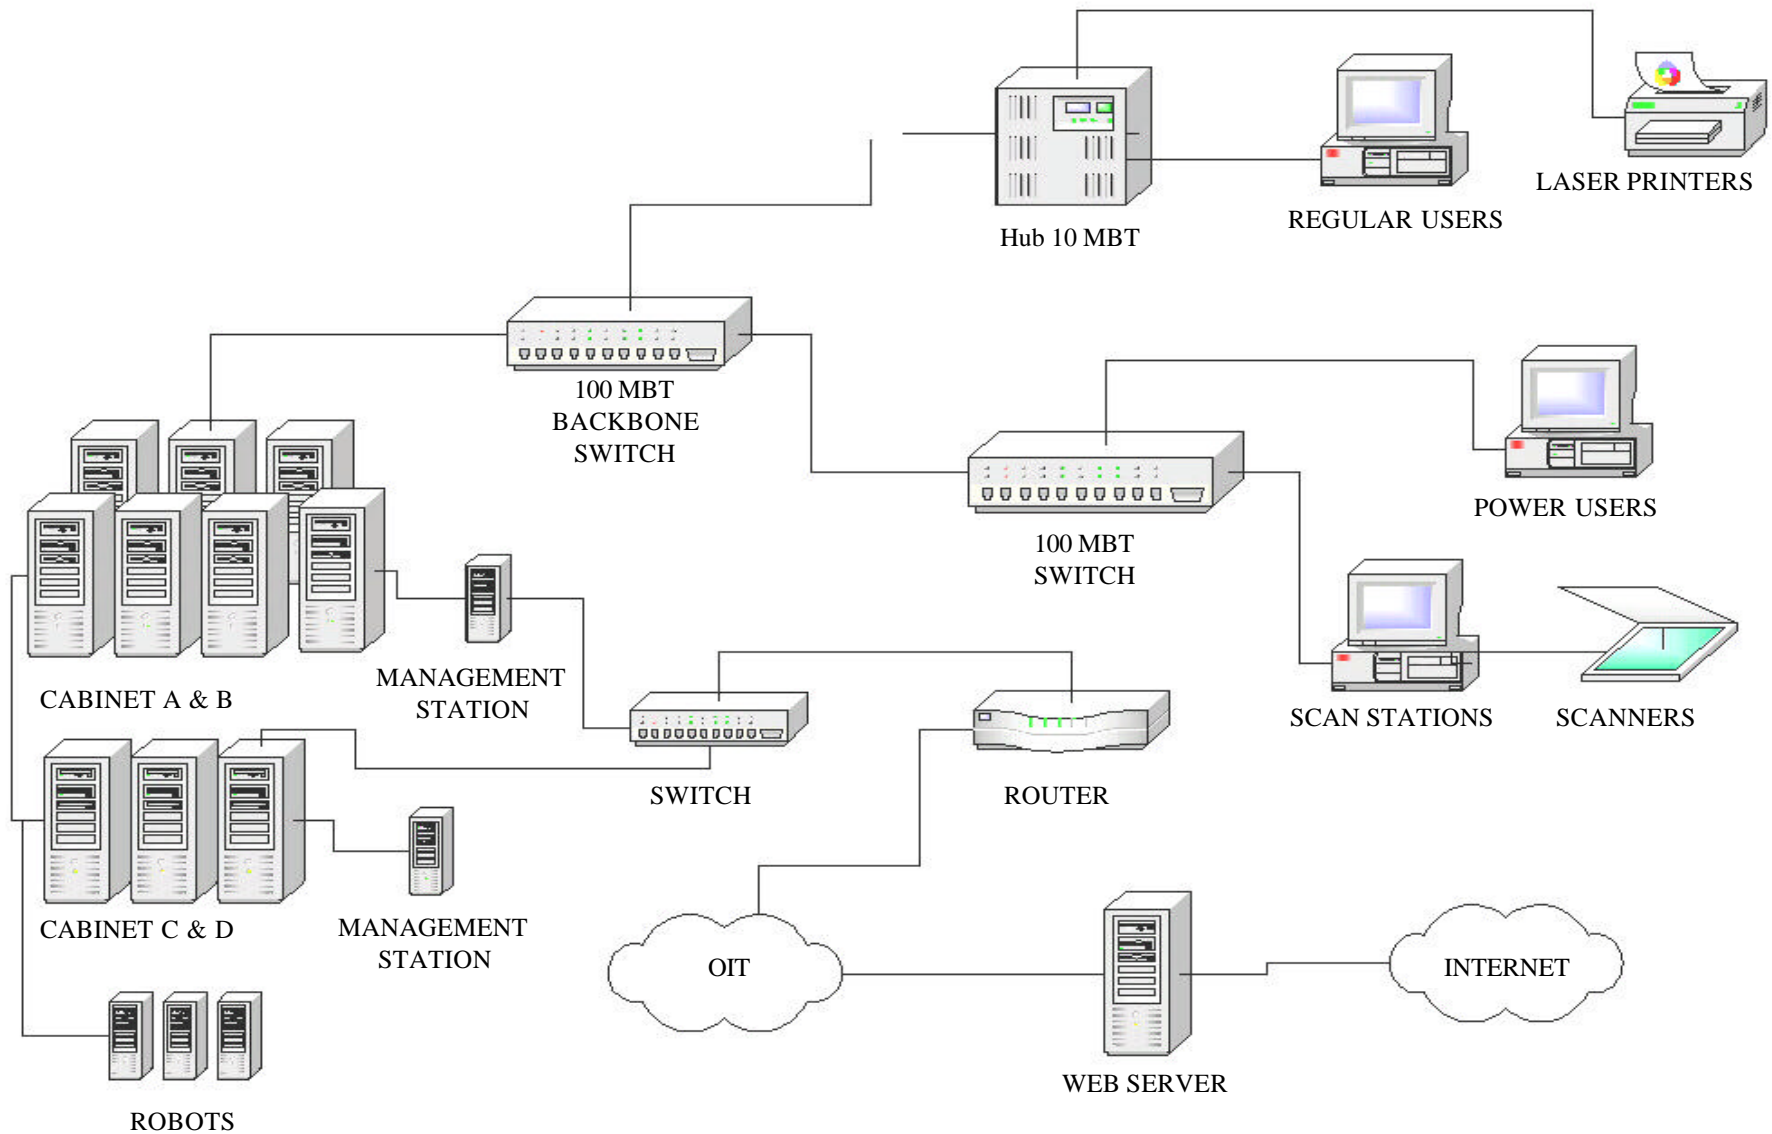 LASER PRINTERS
REGULAR USERS
Hub 10 MBT
100 MBT
BACKBONE
SWITCH
POWER USERS
100 MBT
SWITCH
MANAGEMENT
STATION
CABINET A & B
SCAN STATIONS
SCANNERS
SWITCH
ROUTER
CABINET C & D
MANAGEMENT
STATION
OIT
INTERNET
WEB SERVER
ROBOTS